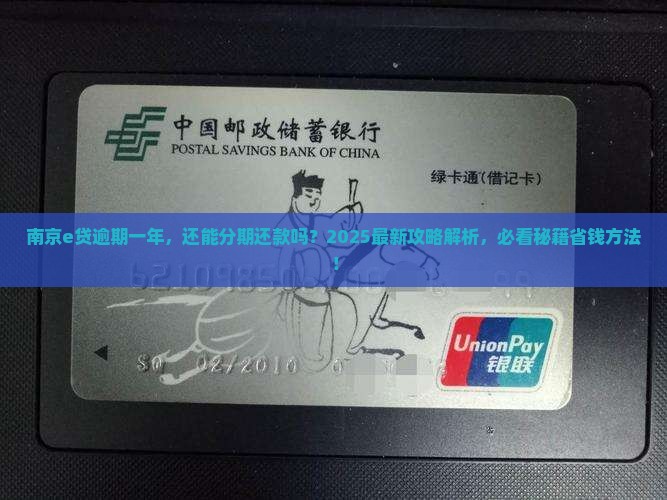 中国邮政储蓄银行
POSTAL SAVINGS BANK OF CHINA
绿卡通(借记卡)
南京e贷逾期一年，还能分期还款吗？2025最新攻略解析，必看秘籍省钱方法
！
UnionPay
银联
02/2010